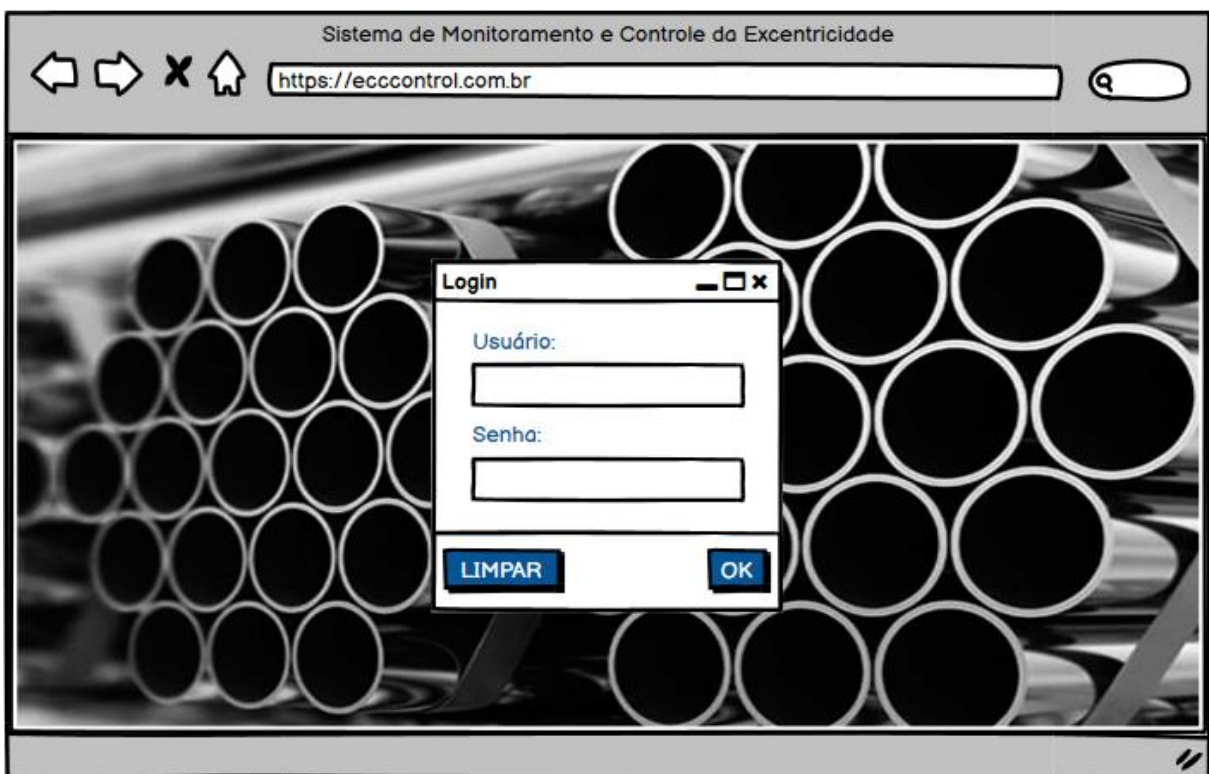 Sistema de Monitoramento e Controle da Excentricidade
https://ecccontrol.com.br
Login
Usuário:
Senha:
LIMPAR OK